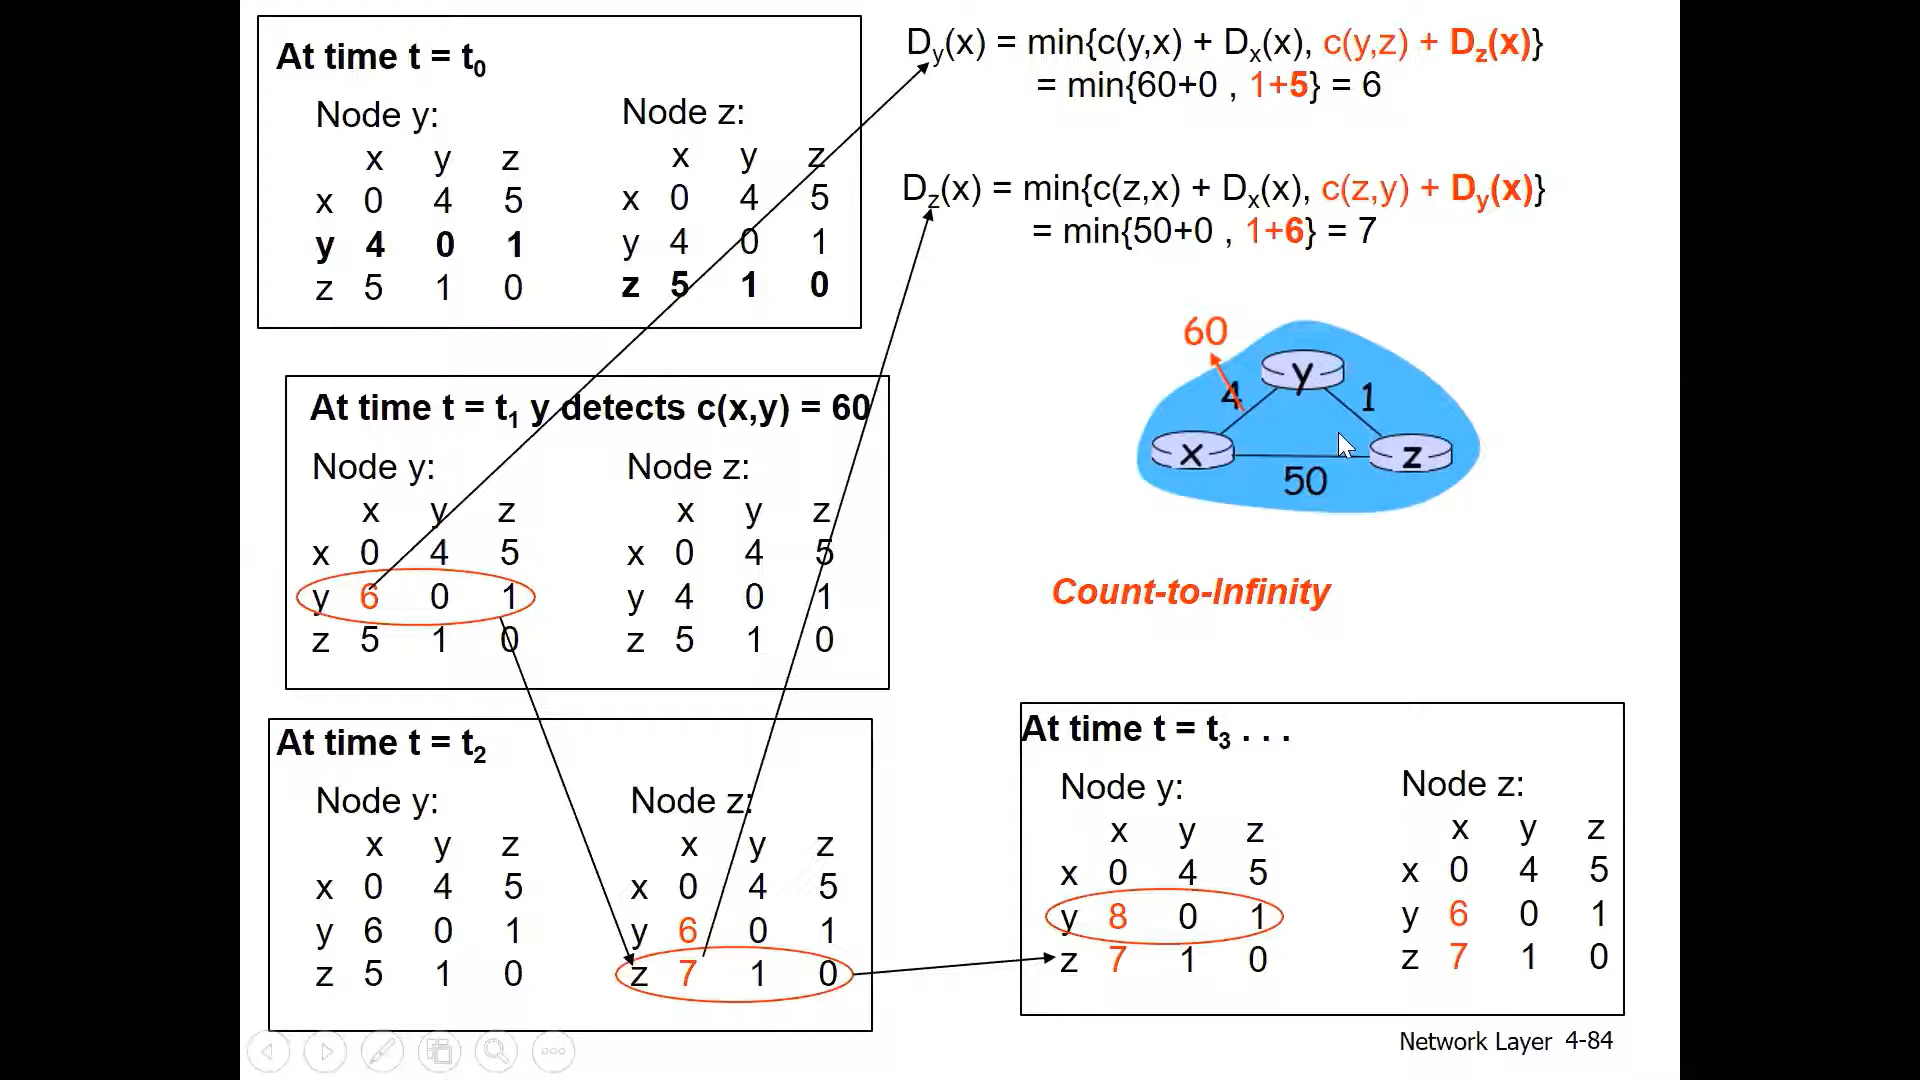 At time t = t0
Node y:
x y z
x 0 4 5
y 4 0 1
z 5 1 0
Node z:
x y z
x 0 4 5
y 4 0 1
z 5 1 0
Dy(x) = min{c(y,x) + Dx(x), c(y,z) + Dz(x)}
= min{60+0 , 1+5} = 6
Dz(x) = min{c(z,x) + Dx(x), c(z,y) + Dy(x)}
= min{50+0 , 1+6} = 7
60
4
y
1
x
z
50
Count-to-Infinity
At time t = t1 y detects c(x,y) = 60
Node y:
x y z
x 0 4 5
y 6 0 1
z 5 1 0
Node z:
x y z
x 0 4 5
y 4 0 1
z 5 1 0
At time t = t2
Node y:
x y z
x 0 4 5
y 6 0 1
z 5 1 0
Node z:
x y z
x 0 4 5
y 6 0 1
z 7 1 0
At time t = t3 . . .
Node y:
x y z
x 0 4 5
y 8 0 1
z 7 1 0
Node z:
x y z
x 0 4 5
y 6 0 1
z 7 1 0
Network Layer 4-84